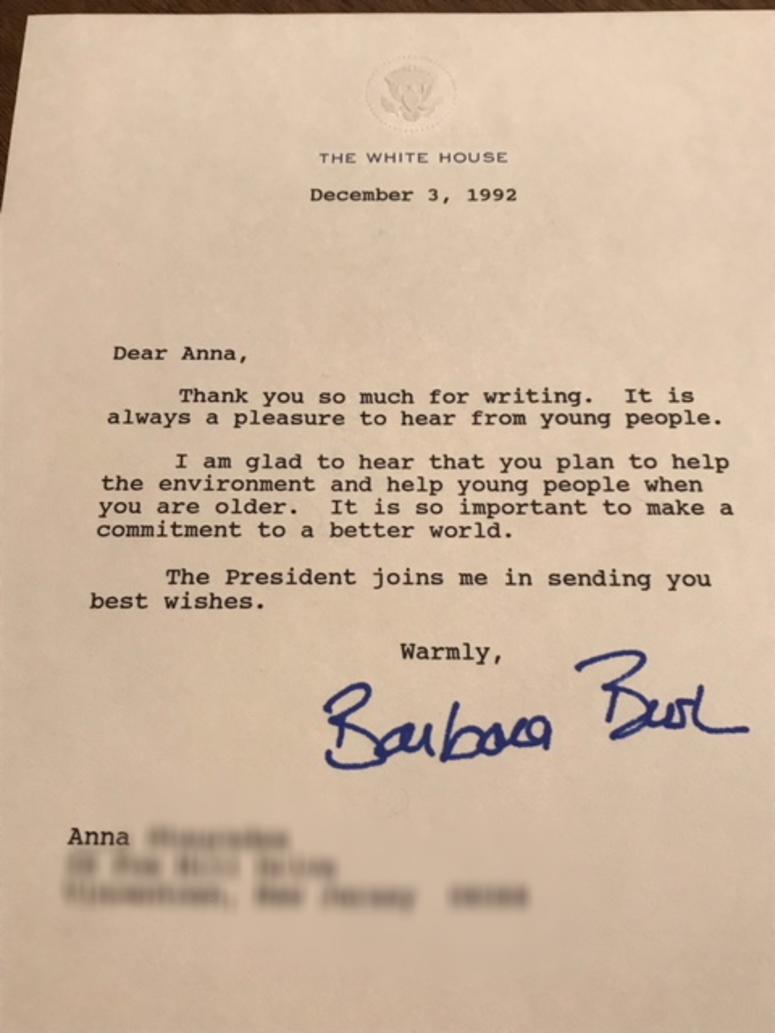 THE WHITE HOUSE
December 3, 1992
Dear Anna,
Thank you so much for writing. It is
always a pleasure to hear from young people.
I am glad to hear that you plan to help
the environment and help young people when
you are older. It is so important to make a
commitment to a better world.
The President joins me in sending you
best wishes.
Warmly,
Barbara Bush
Anna